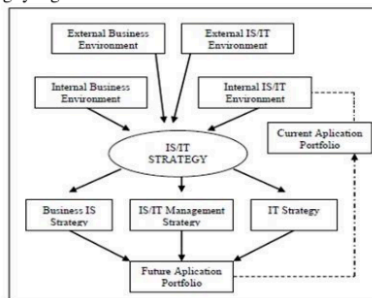 External Business
Environment
External IS/IT
Environment
Internal Business
Environment
Internal IS/IT
Environment
Current Aplication
Portfolio
IS/IT
STRATEGY
Business IS
Strategy
IS/IT Management
Strategy
IT Strategy
Future Aplication
Portfolio